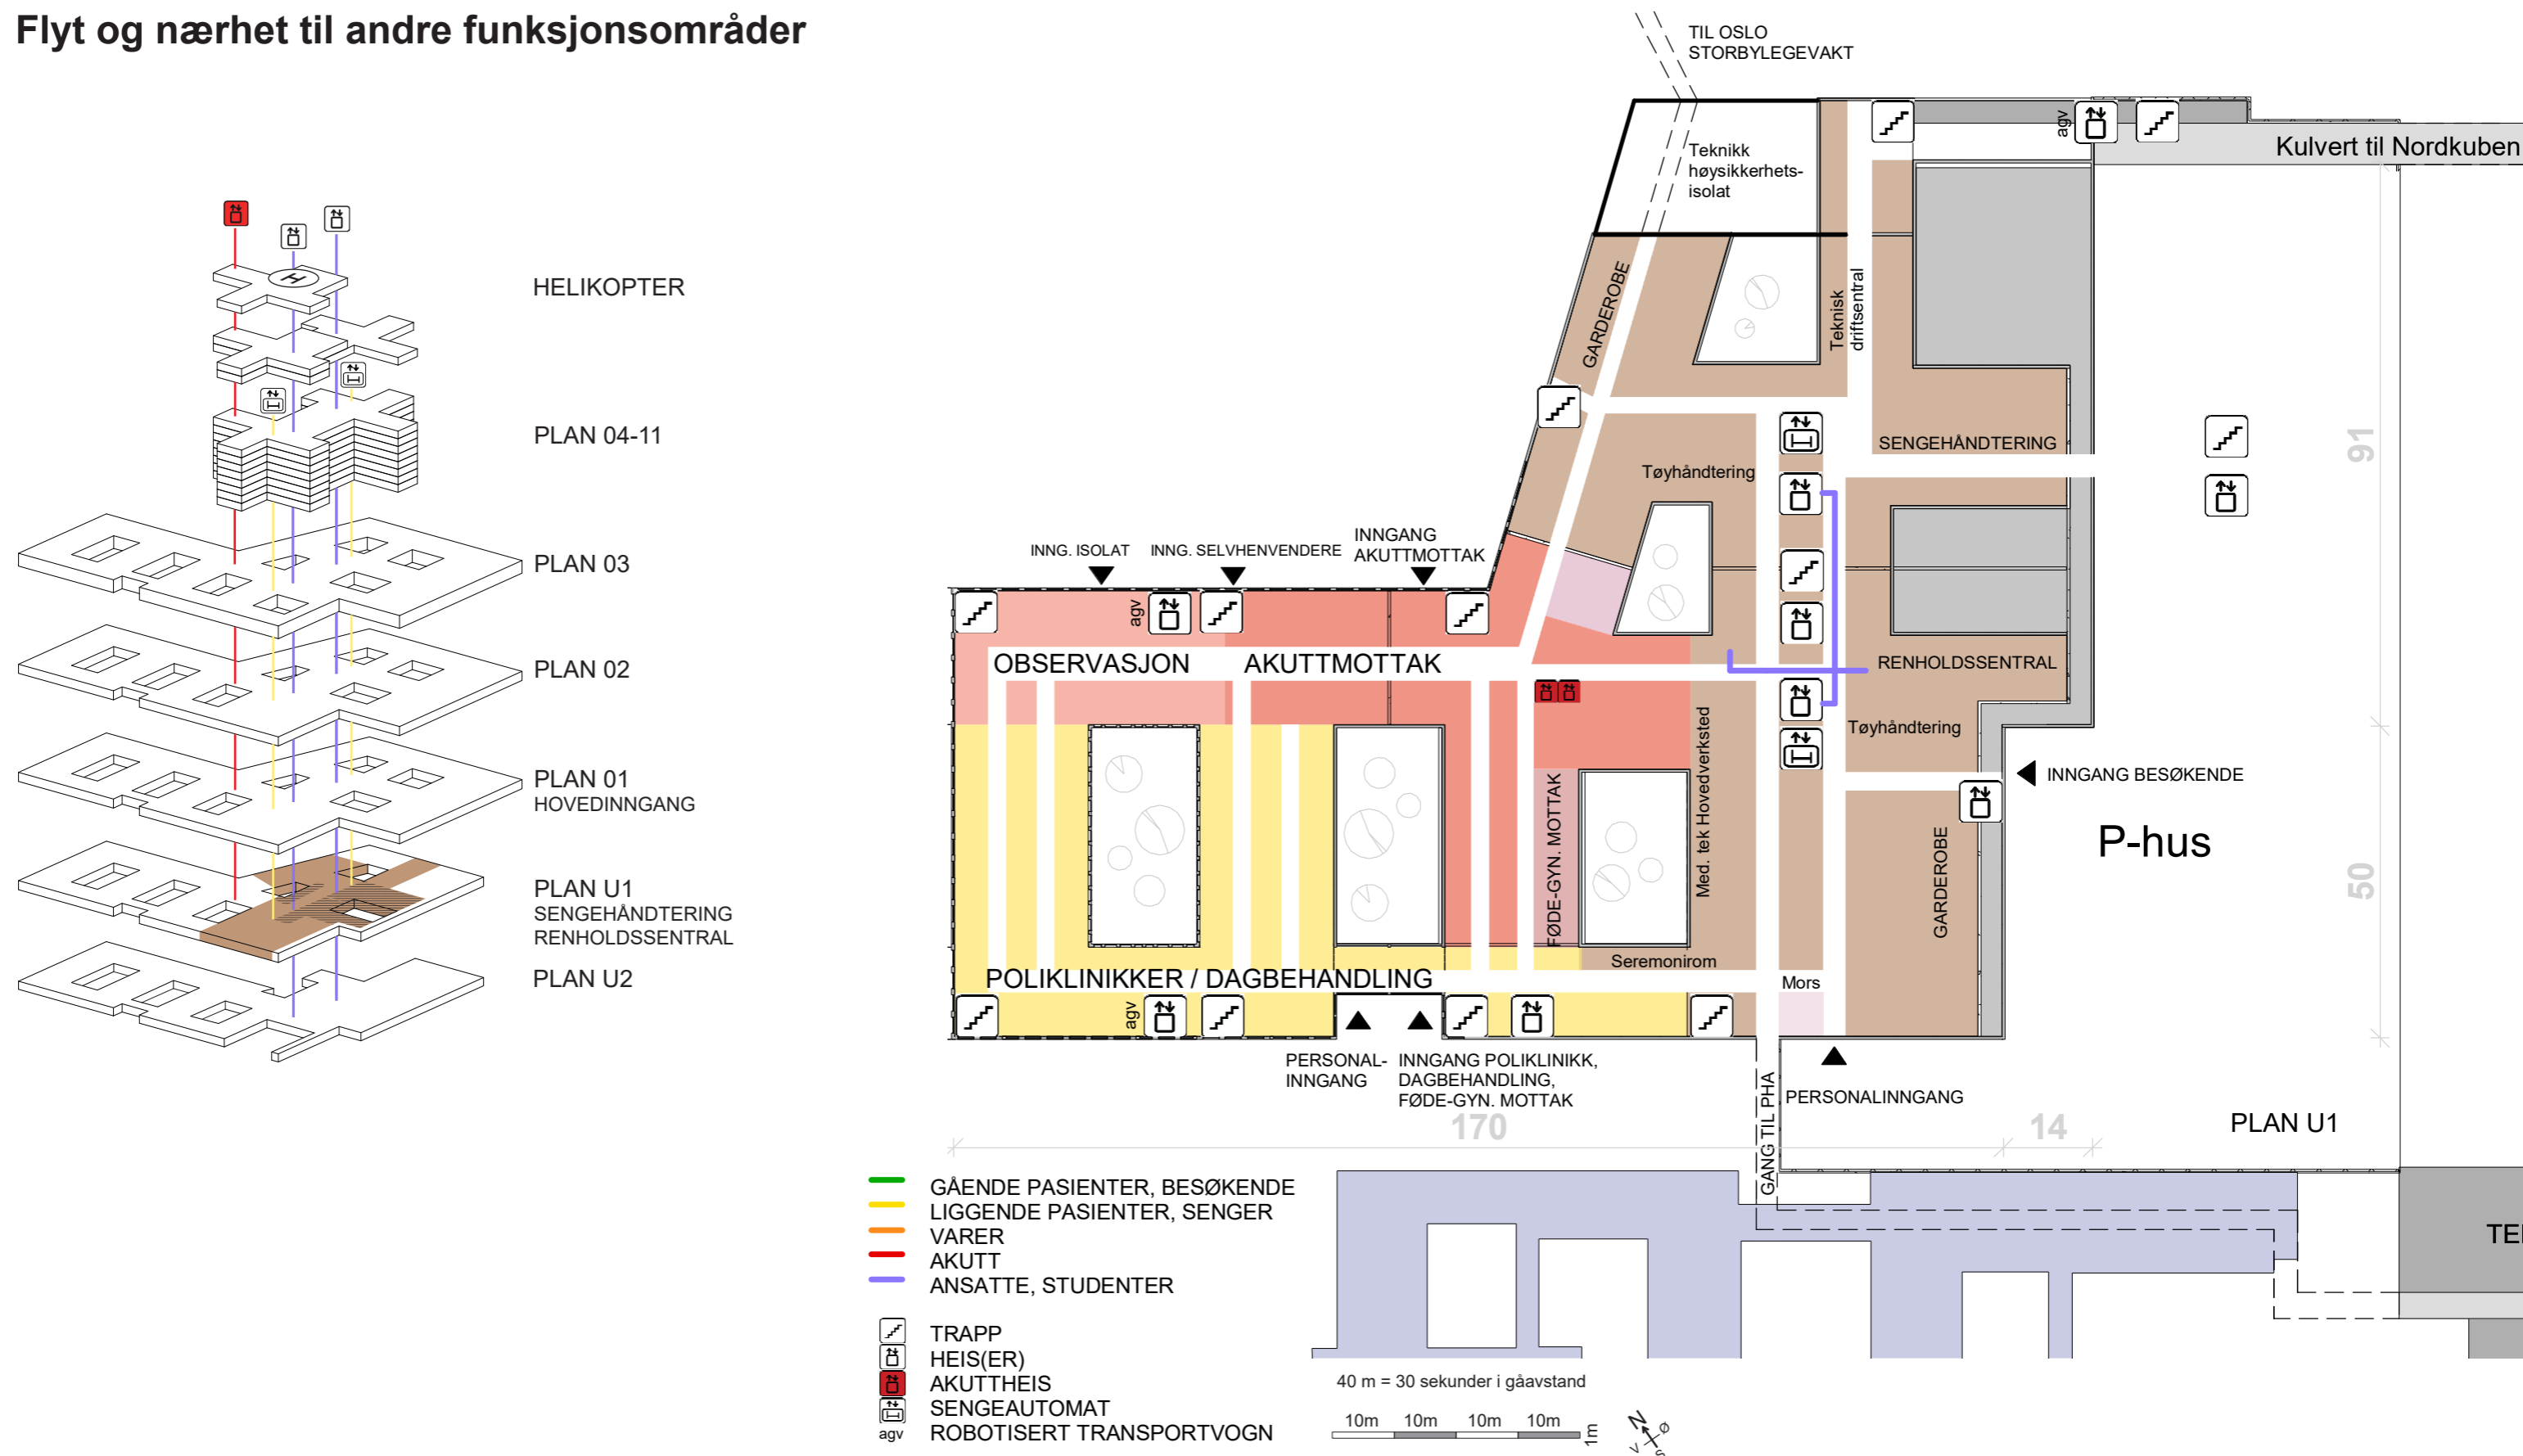 Flyt og nærhet til andre funksjonsområder
HELIKOPTER
H
PLAN 04-11
PLAN 03
PLAN 02
PLAN 01
HOVEDINNGANG
PLAN U1
SENGEHÅNDTERING
RENHOLDSSENTRAL
PLAN U2
TIL OSLO
STORBYLEGEVAKT
Teknikk
høysikkerhets-
isolat
agv
Kulvert til Nordkuben
GARDEROBE
Teknisk
driftsentral
91
SENGEHÅNDTERING
Tøyhåndtering
INNG. ISOLAT
INNG. SELVHENVENDERE
INNGANG
AKUTTMOTTAK
agv
OBSERVASJON
AKUTTMOTTAK
RENHOLDSSENTRAL
Tøyhåndtering
INNGANG BESØKENDE
P-hus
FØDE-GYN. MOTTAK
Med. tek Hovedverksted
GARDEROBE
50
Seremonirom
POLIKLINIKKER / DAGBEHANDLING
Mors
agv
PERSONAL-
INNGANG
INNGANG POLIKLINIKK,
DAGBEHANDLING,
FØDE-GYN. MOTTAK
GANG TIL PHA
PERSONALINNGANG
170
14
PLAN U1
TE
GÅENDE PASIENTER, BESØKENDE
LIGGENDE PASIENTER, SENGER
VARER
AKUTT
ANSATTE, STUDENTER
TRAPP
HEIS(ER)
AKUTTHEIS
SENGEAUTOMAT
agv ROBOTISERT TRANSPORTVOGN
40 m = 30 sekunder i gåavstand
10m 10m 10m 10m
1m
N
Ø
V
S